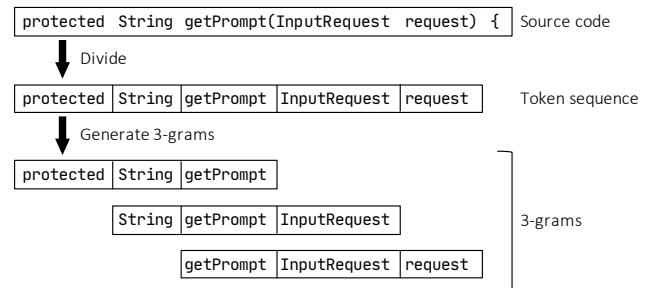 protected String getPrompt(InputRequest request) { Source code
Divide
protected String getPrompt InputRequest request Token sequence
Generate 3-grams
protected String getPrompt
String getPrompt InputRequest 3-grams
getPrompt InputRequest request